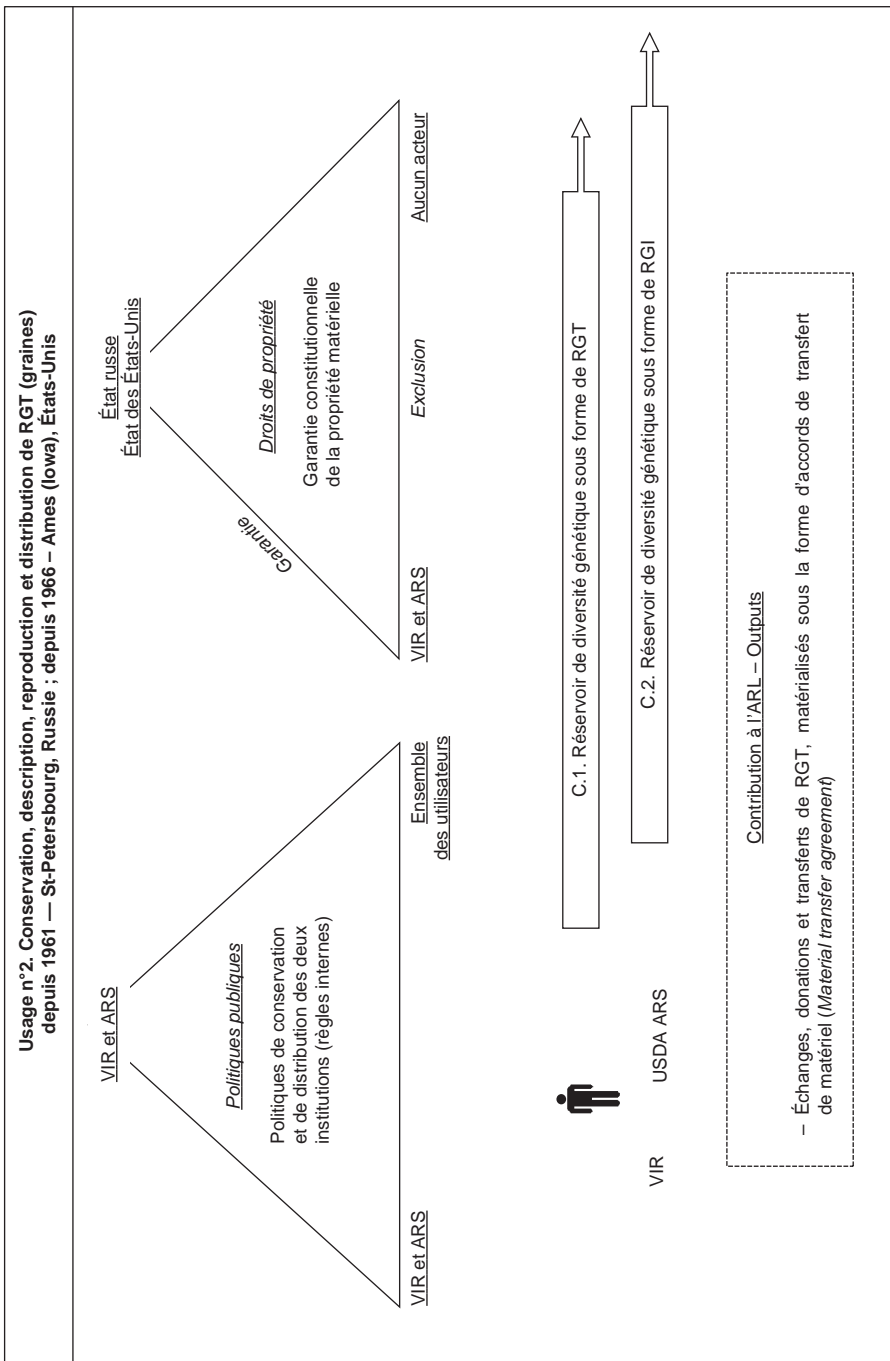 Usage n°2. Conservation, description, reproduction et distribution de RGT (graines)
depuis 1961 — St-Petersbourg, Russie ; depuis 1966 – Ames (Iowa), États-Unis
VIR et ARS
Politiques publiques
Politiques de conservation
et de distribution des deux
institutions (règles internes)
VIR et ARS
Ensemble
des utilisateurs
État russe
État des États-Unis
Garantie
Droits de propriété
Garantie constitutionnelle
de la propriété matérielle
VIR et ARS
Exclusion
Aucun acteur
VIR
USDA ARS
C.1. Réservoir de diversité génétique sous forme de RGT
C.2. Réservoir de diversité génétique sous forme de RGI
Contribution à l'ARL – Outputs
– Échanges, donations et transferts de RGT, matérialisés sous la forme d'accords de transfert
de matériel (Material transfer agreement)